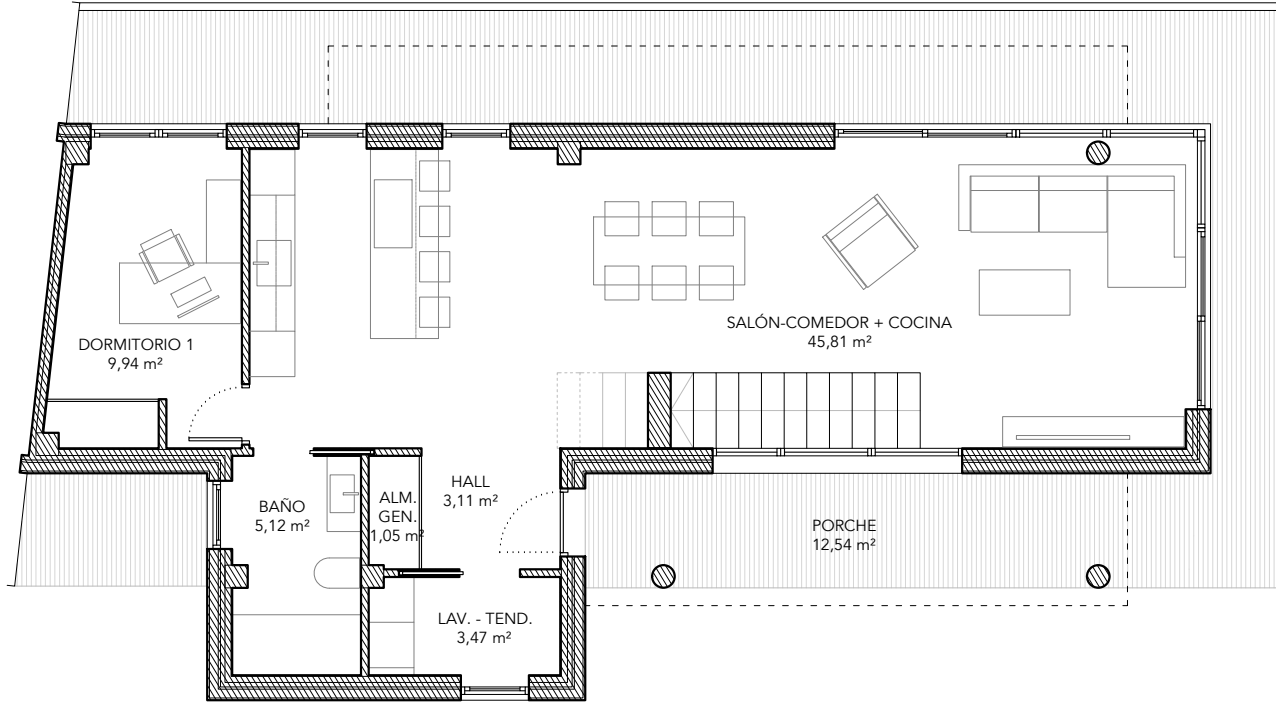 SALÓN-COMEDOR + COCINA
45,81 m²
DORMITORIO 1
9,94 m²
HALL
3,11 m²
ALM.
GEN.
1,05 m²
BAÑO
5,12 m²
PORCHE
12,54 m²
LAV. - TEND.
3,47 m²